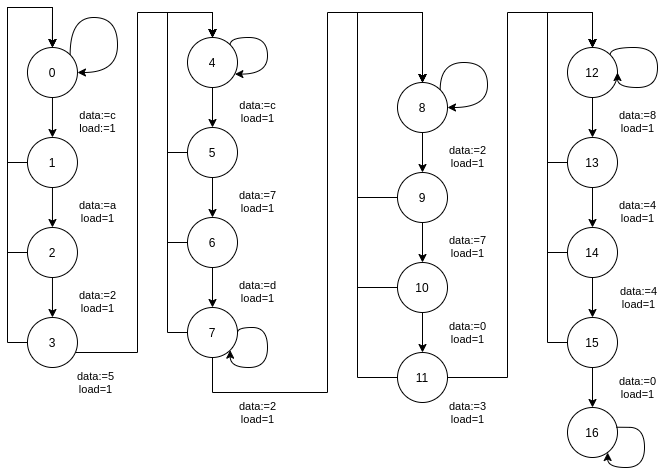 0
data:=c
load:=1
1
data:=a
load=1
2
data:=2
load=1
3
data:=5
load=1
4
data:=c
load=1
5
data:=7
load=1
6
data:=d
load=1
7
data:=2
load=1
8
data:=2
load=1
9
data:=7
load=1
10
data:=0
load=1
11
data:=3
load=1
12
data:=8
load=1
13
data:=4
load=1
14
data:=4
load=1
15
data:=0
load=1
16